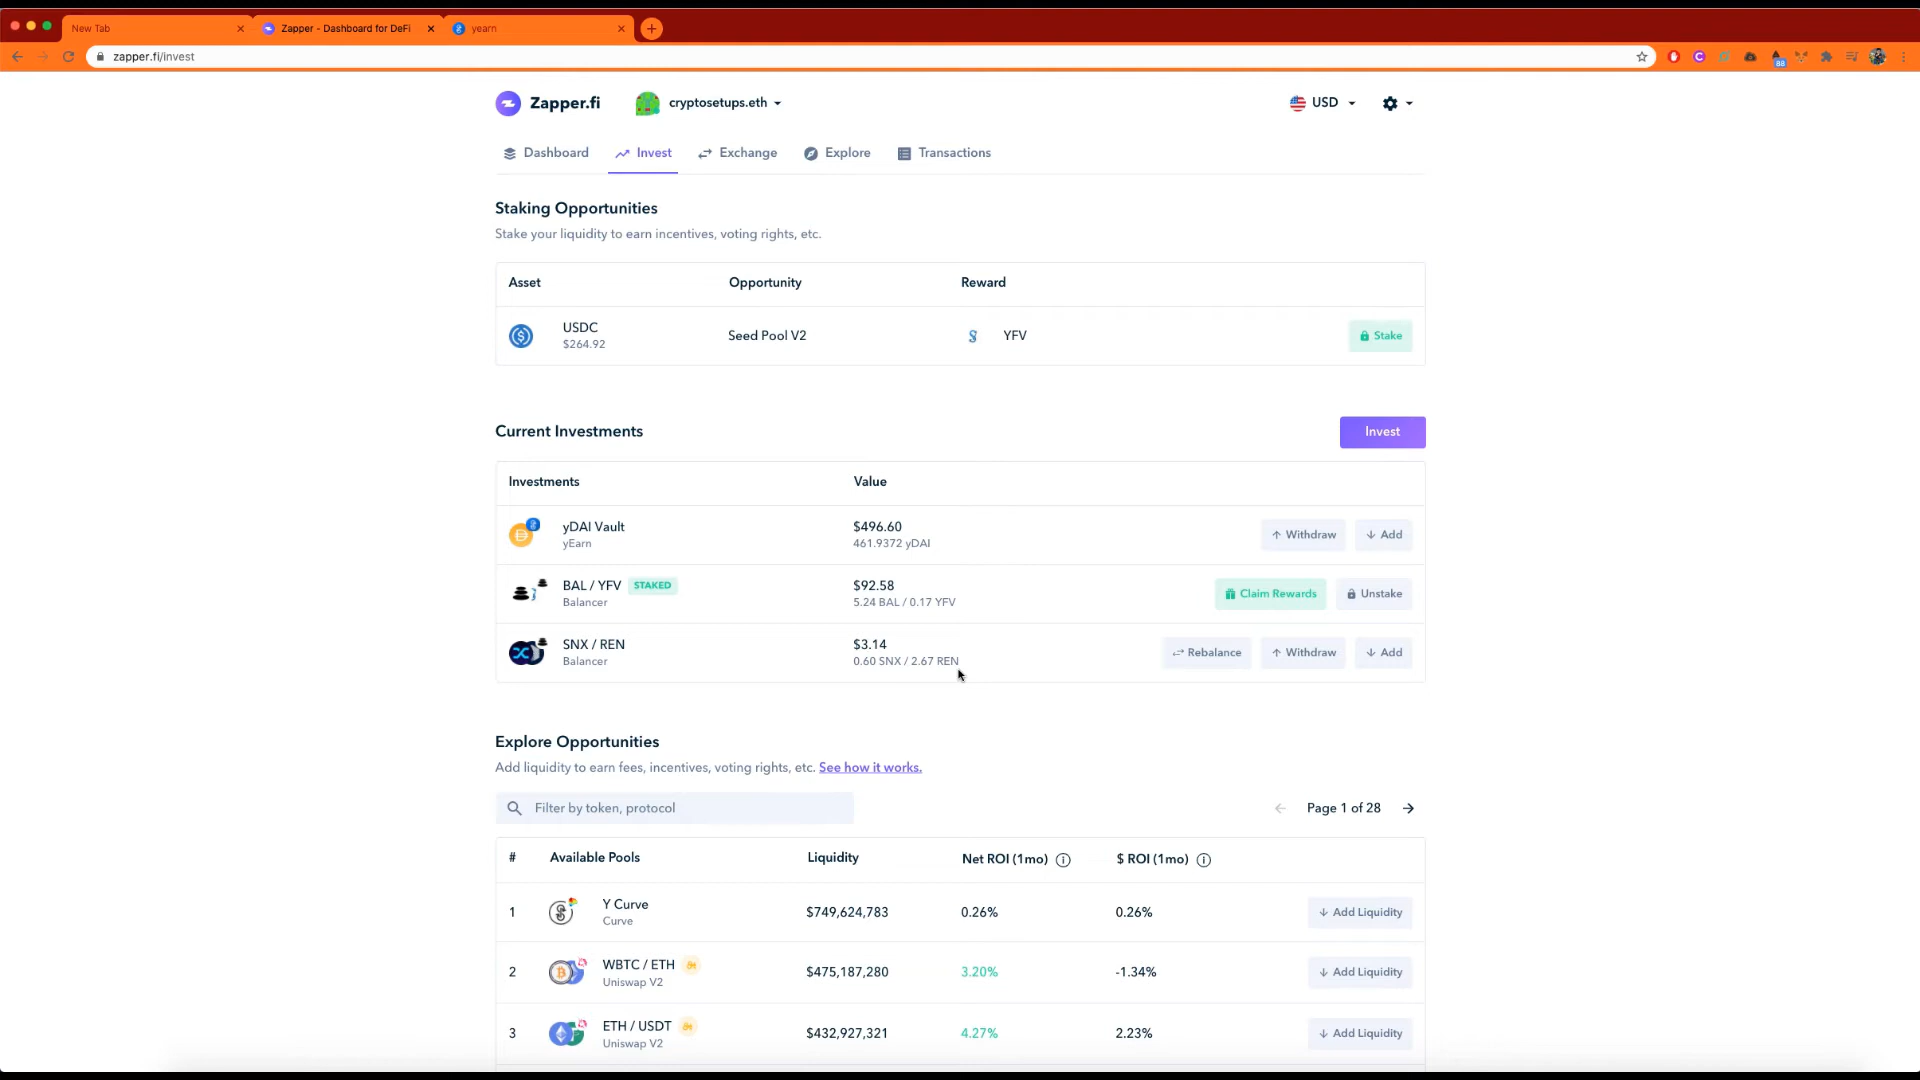 New Tab
Zapper - Dashboard for DeFi
yearn
zapper.fi/invest
88
Zapper.fi
cryptosetups.eth
USD
Dashboard
Invest
Exchange
Explore
Transactions
Staking Opportunities
Stake your liquidity to earn incentives, voting rights, etc.
Asset Opportunity Reward
USDC
$264.92
Seed Pool V2
YFV
Stake
Current Investments
Invest
Investments Value
yDAI Vault
yEarn
$496.60
461.9372 yDAI
Withdraw
Add
BAL / YFV STAKED
Balancer
$92.58
5.24 BAL / 0.17 YFV
Claim Rewards
Unstake
SNX / REN
Balancer
$3.14
0.60 SNX / 2.67 REN
Rebalance
Withdraw
Add
Explore Opportunities
Add liquidity to earn fees, incentives, voting rights, etc. See how it works.
Filter by token, protocol
Page 1 of 28
# Available Pools Liquidity Net ROI (1mo) $ ROI (1mo)
1
Y Curve
Curve
$749,624,783
0.26%
0.26%
Add Liquidity
2
WBTC / ETH
Uniswap V2
$475,187,280
3.20%
-1.34%
Add Liquidity
3
ETH / USDT
Uniswap V2
$432,927,321
4.27%
2.23%
Add Liquidity